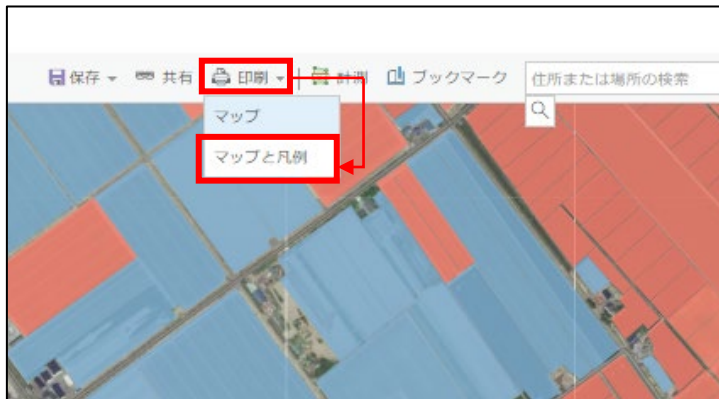 保存 共有 印刷 計測 ブックマーク 住所または場所の検索
マップ
マップと凡例